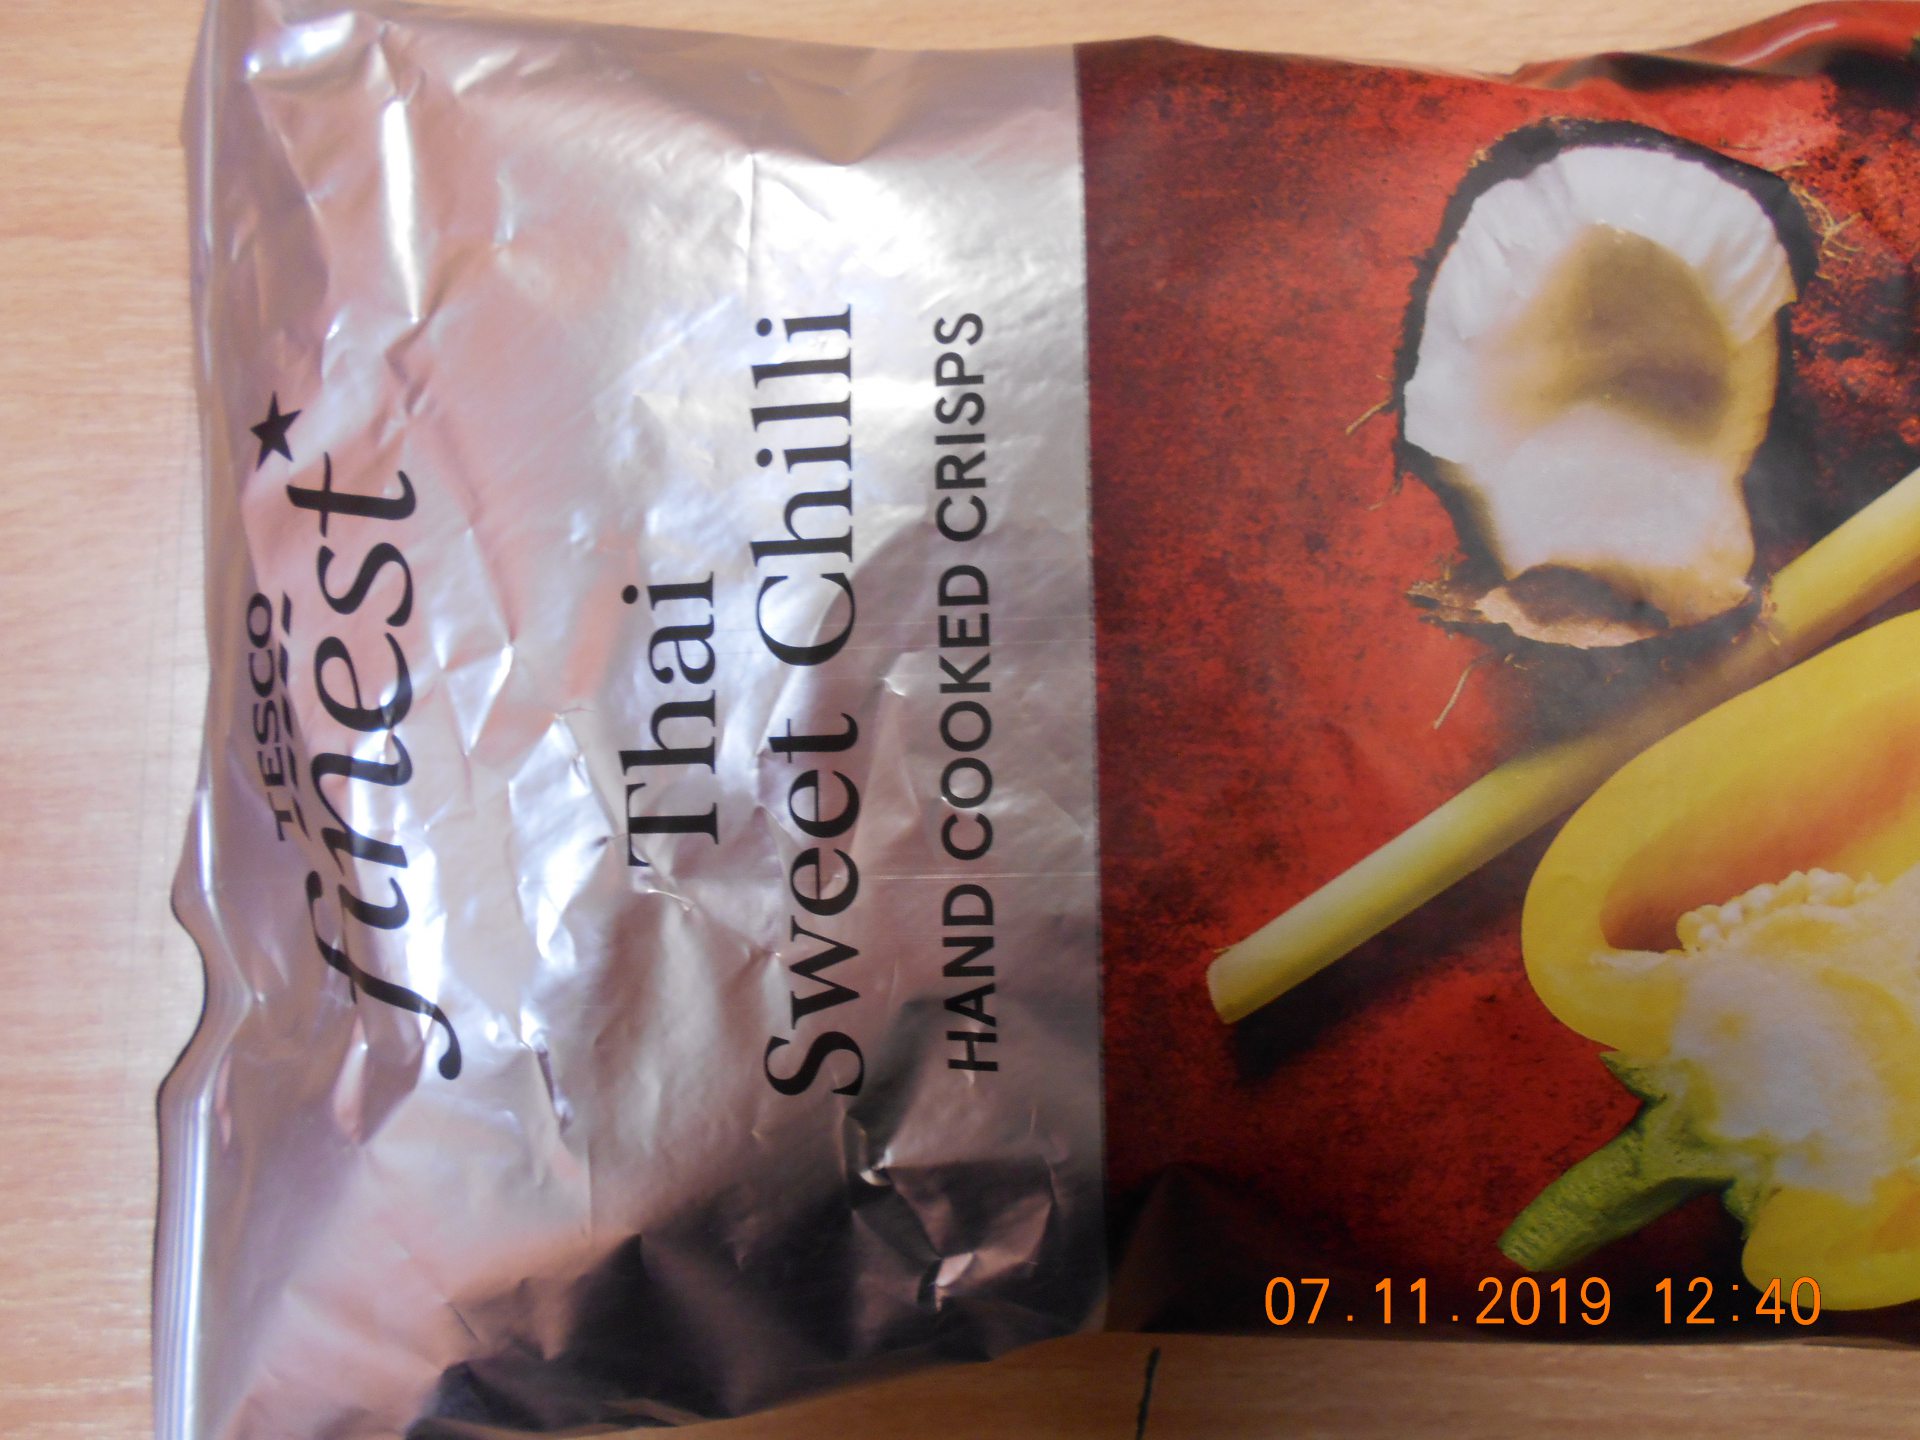 TESCO
finest
Thai
Sweet Chilli
HAND COOKED CRISPS
07.11.2019 12:40